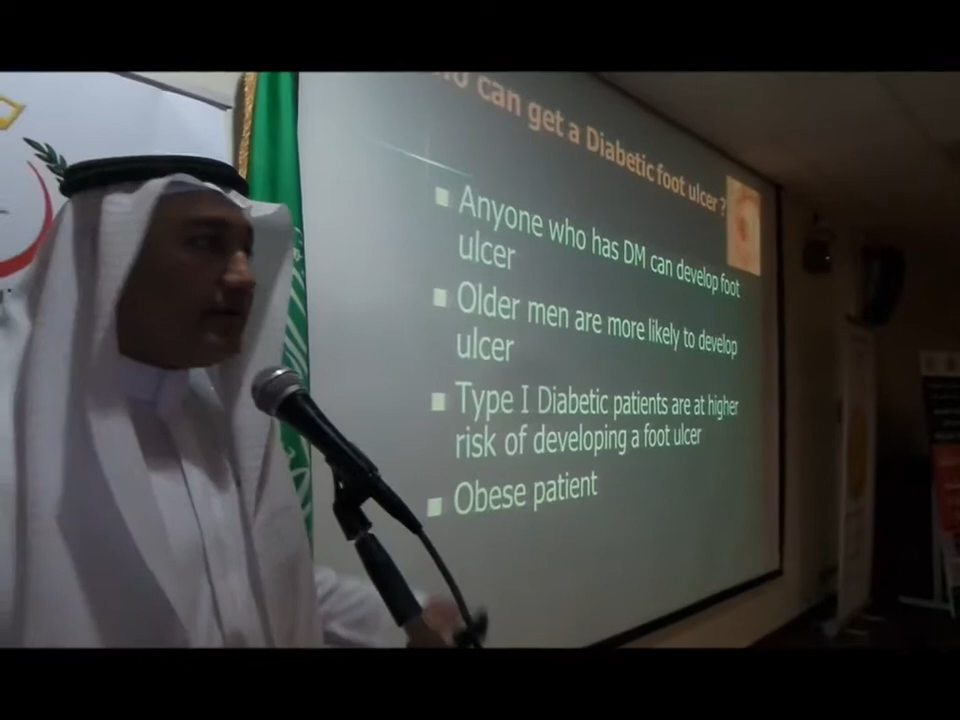 can get a Diabetic foot ulcer ?
Anyone who has DM can develop foot
ulcer
Older men are more likely to develop
ulcer
Type I Diabetic patients are at higher
risk of developing a foot ulcer
Obese patient